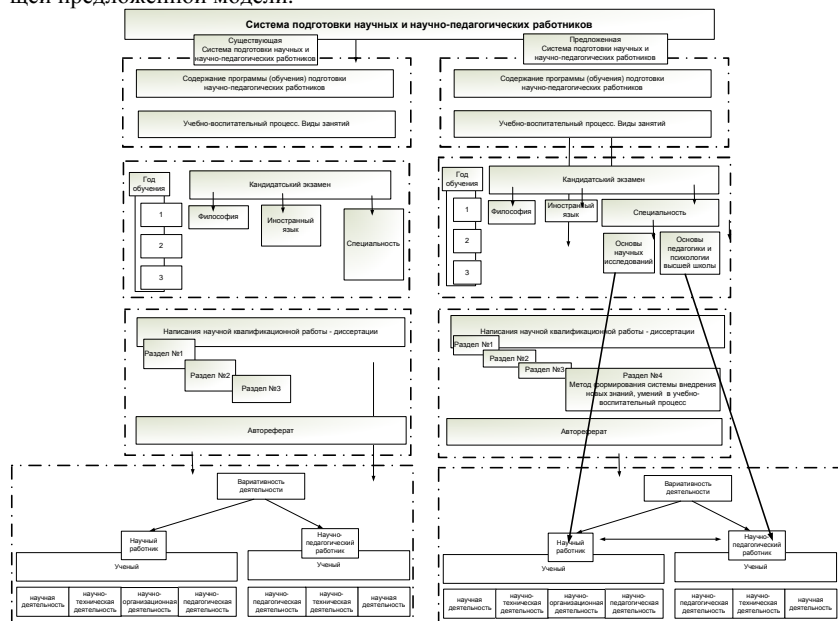 щей предложенной модели.
Система подготовки научных и научно-педагогических работников
Существующая
Система подготовки научных и
научно-педагогических работников
Содержание программы (обучения) подготовки
научно-педагогических работников
Учебно-воспитательный процесс. Виды занятий
Год
обучения
Кандидатський экзамен
1
2
3
Философия
Иностранный
язык
Специальность
Написания научной квалификационной работы - диссертации
Раздел №1
Раздел №2
Раздел №3
Автореферат
Вариативность
деятельности
Научный
работник
Научно-
педагогический
работник
Ученый
Ученый
научная
деятельность
научно-
техническая
деятельность
научно-
организационная
деятельность
научно-
педагогическая
деятельность
научно-
педагогическая
деятельность
научно-
техническая
деятельность
научная
деятельность
Предложенная
Система подготовки научных и
научно-педагогических работников
Содержание программы (обучения) подготовки
научно-педагогических работников
Учебно-воспитательный процесс. Виды занятий
Год
обучения
Кандидатський экзамен
1
2
3
Философия
Иностранный
язык
Специальность
Основы
научных
исследований
Основы
педагогики и
психологии
высшей школы
Написания научной квалификационной работы - диссертации
Раздел №1
Раздел №2
Раздел №3
Раздел №4
Метод формирования системы внедрения
новых знаний, умений в учебно-
воспитательный процесс
Автореферат
Вариативность
деятельности
Научный
работник
Научно-
педагогический
работник
Ученый
Ученый
научная
деятельность
научно-
техническая
деятельность
научно-
организационная
деятельность
научно-
педагогическая
деятельность
научно-
педагогическая
деятельность
научно-
техническая
деятельность
научная
деятельность